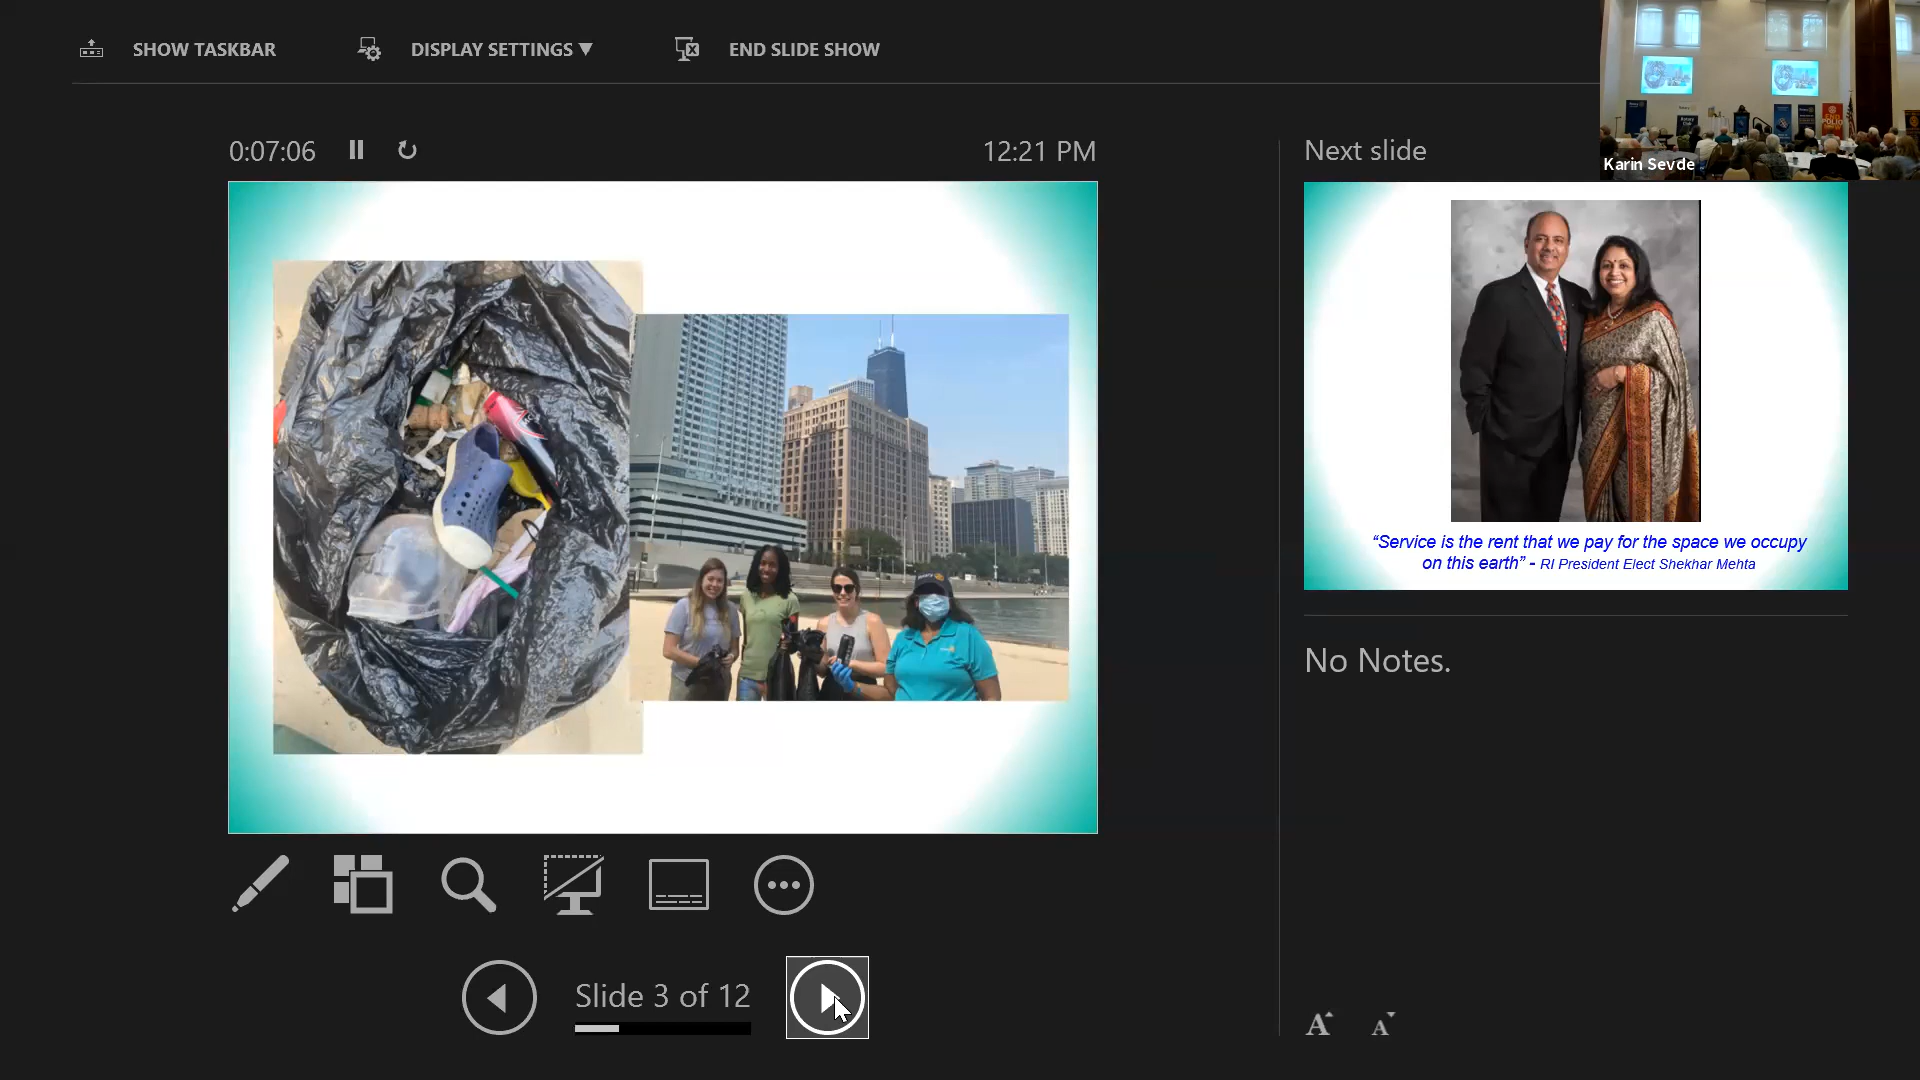 SHOW TASKBAR
DISPLAY SETTINGS ▼
END SLIDE SHOW
0:07:06
12:21 PM
Next slide
END
POLIO
Karin Sevde
“Service is the rent that we pay for the space we occupy
on this earth” - RI President Elect Shekhar Mehta
No Notes.
Slide 3 of 12
A
A